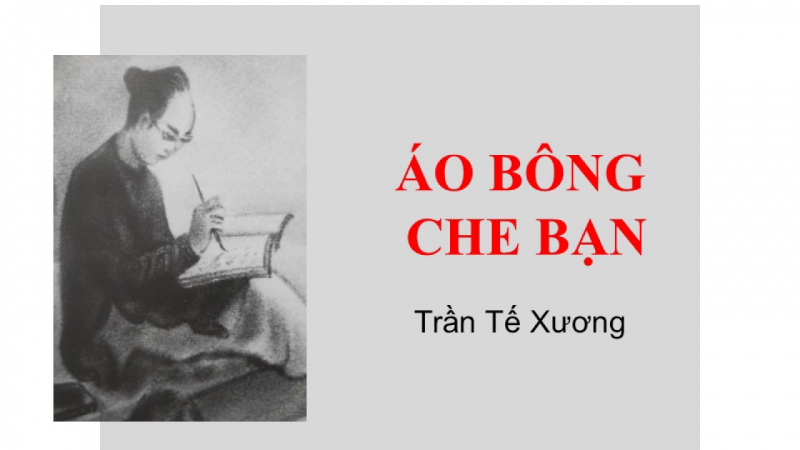 ÁO BÔNG
CHE BẠN
Trần Tế Xương